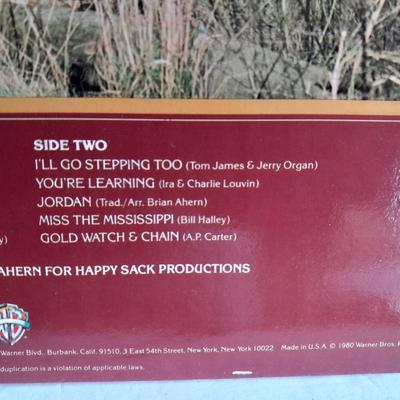 SIDE TWO
I'LL GO STEPPING TOO (Tom James & Jerry Organ)
YOU'RE LEARNING (Ira & Charlie Louvin)
JORDAN (Trad./Arr. Brian Ahern)
MISS THE MISSISSIPPI (Bill Halley)
GOLD WATCH & CHAIN (A.P. Carter)
AHERN FOR HAPPY SACK PRODUCTIONS
WB
Warner Blvd., Burbank, Calif. 91510, 3 East 54th Street, New York, New York 10022 Made in U.S.A. © 1980 Warner Bros.
duplication is a violation of applicable laws.